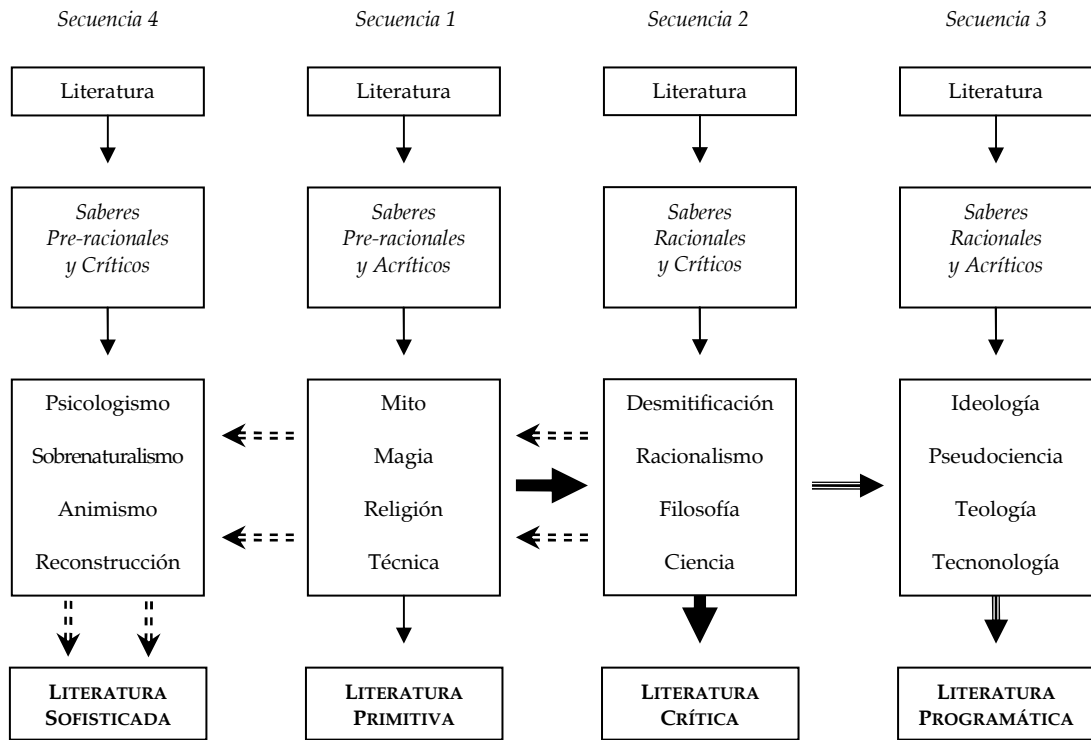 Secuencia 4
Secuencia 1
Secuencia 2
Secuencia 3
Literatura
Literatura
Literatura
Literatura
Saberes
Pre-racionales
y Críticos
Saberes
Pre-racionales
y Acríticos
Saberes
Racionales
y Críticos
Saberes
Racionales
y Acríticos
Psicologismo
Sobrenaturalismo
Animismo
Reconstrucción
Mito
Magia
Religión
Técnica
Desmitificación
Racionalismo
Filosofía
Ciencia
Ideología
Pseudociencia
Teología
Tecnonología
LITERATURA
SOFISTICADA
LITERATURA
PRIMITIVA
LITERATURA
CRÍTICA
LITERATURA
PROGRAMÁTICA